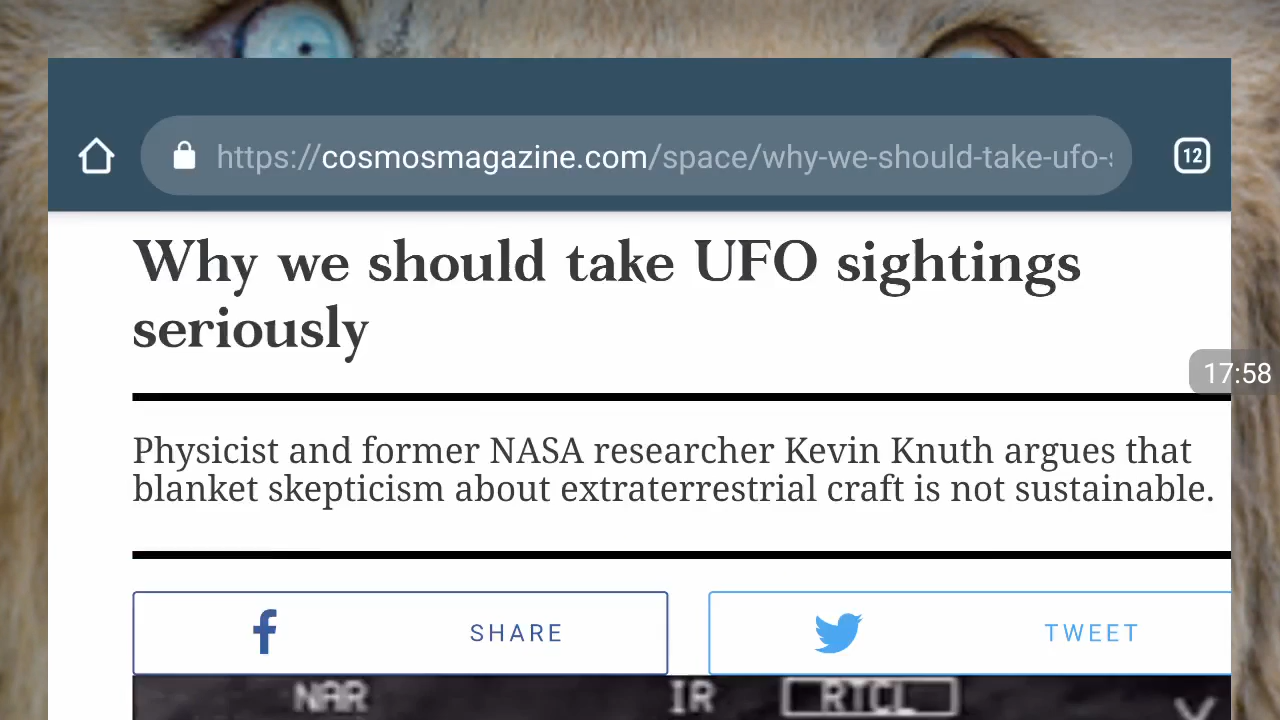 https://cosmosmagazine.com/space/why-we-should-take-ufo-
12
Why we should take UFO sightings
seriously
17:58
Physicist and former NASA researcher Kevin Knuth argues that
blanket skepticism about extraterrestrial craft is not sustainable.
SHARE
TWEET
NAR IR RTCL